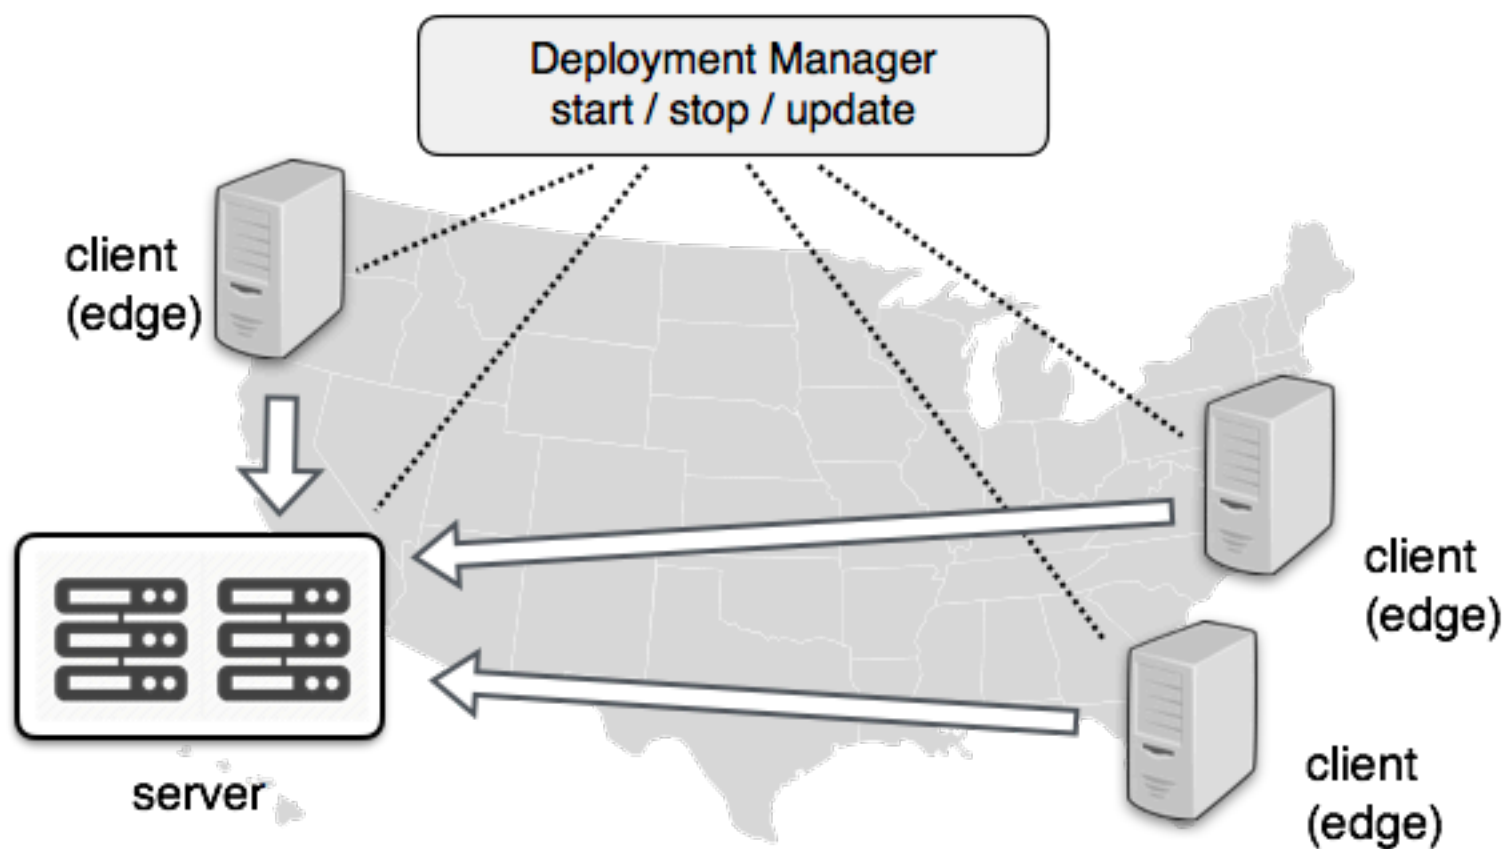 Deployment Manager
start / stop / update
client
(edge)
client
(edge)
server
client
(edge)